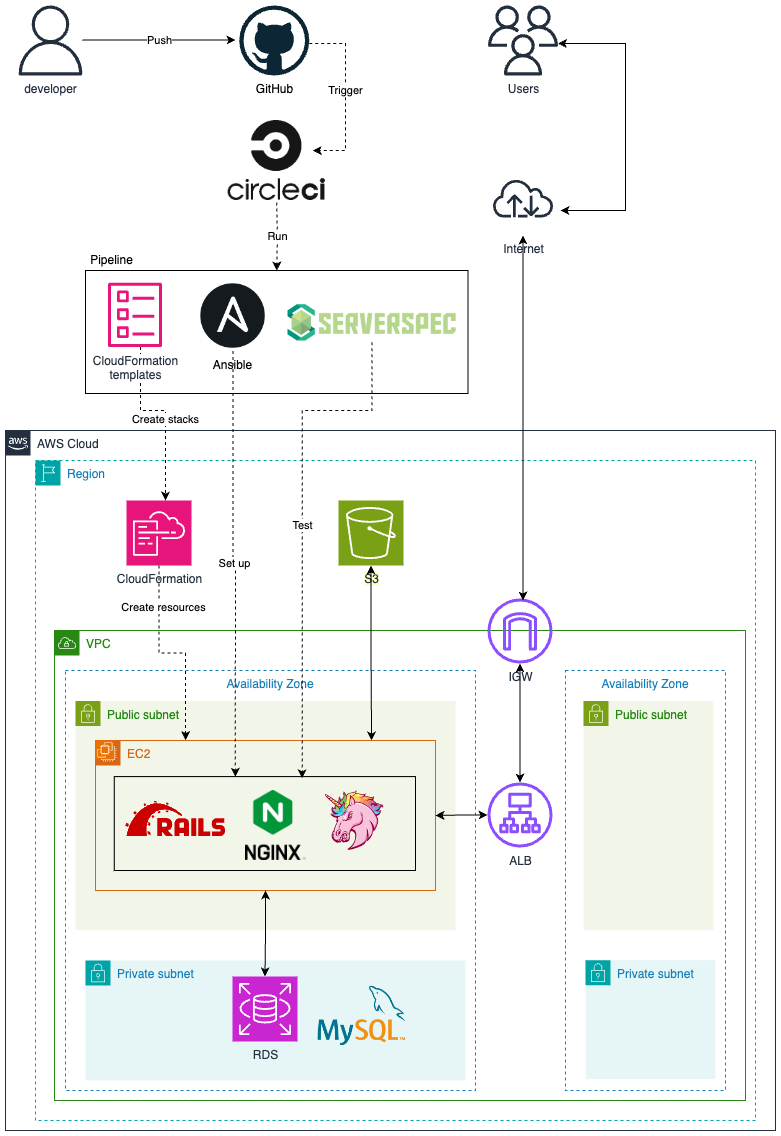 Push
developer
GitHub
Users
Trigger
circleci
Internet
Run
Pipeline
SERVERSPEC
CloudFormation
templates
Ansible
Create stacks
aws
AWS Cloud
Region
Test
Set up
CloudFormation
S3
Create resources
VPC
IGW
Availability Zone
Availability Zone
Public subnet
Public subnet
EC2
RAILS
N
NGINX
ALB
Private subnet
Private subnet
MySQL
RDS